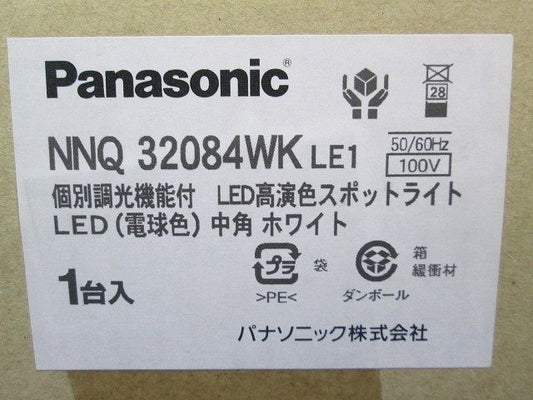 Panasonic®
28
NNQ 32084WK LE1
50/60Hz
100V
個別調光機能付 LED高演色スポットライト
LED(電球色)中角 ホワイト
1台入
プラ 袋
>PE<
箱
緩衝材
ダンボール
パナソニック株式会社